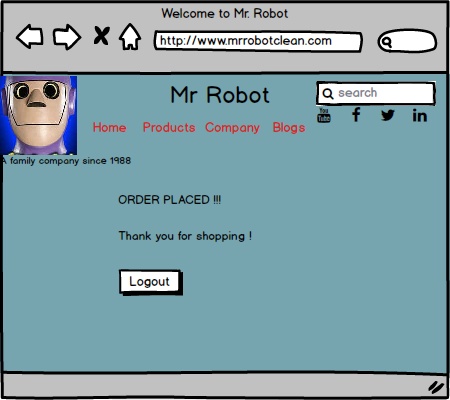 Welcome to Mr. Robot
http://www.mrrobotclean.com
Mr Robot
search
You
Tube
f
in
Home Products Company Blogs
A family company since 1988
ORDER PLACED !!!
Thank you for shopping !
Logout